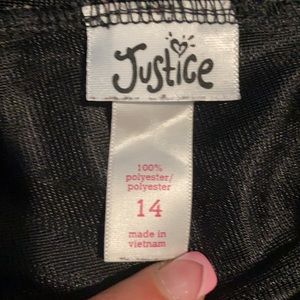 Justice
100%
polyester/
polyester
14
made in
vietnam